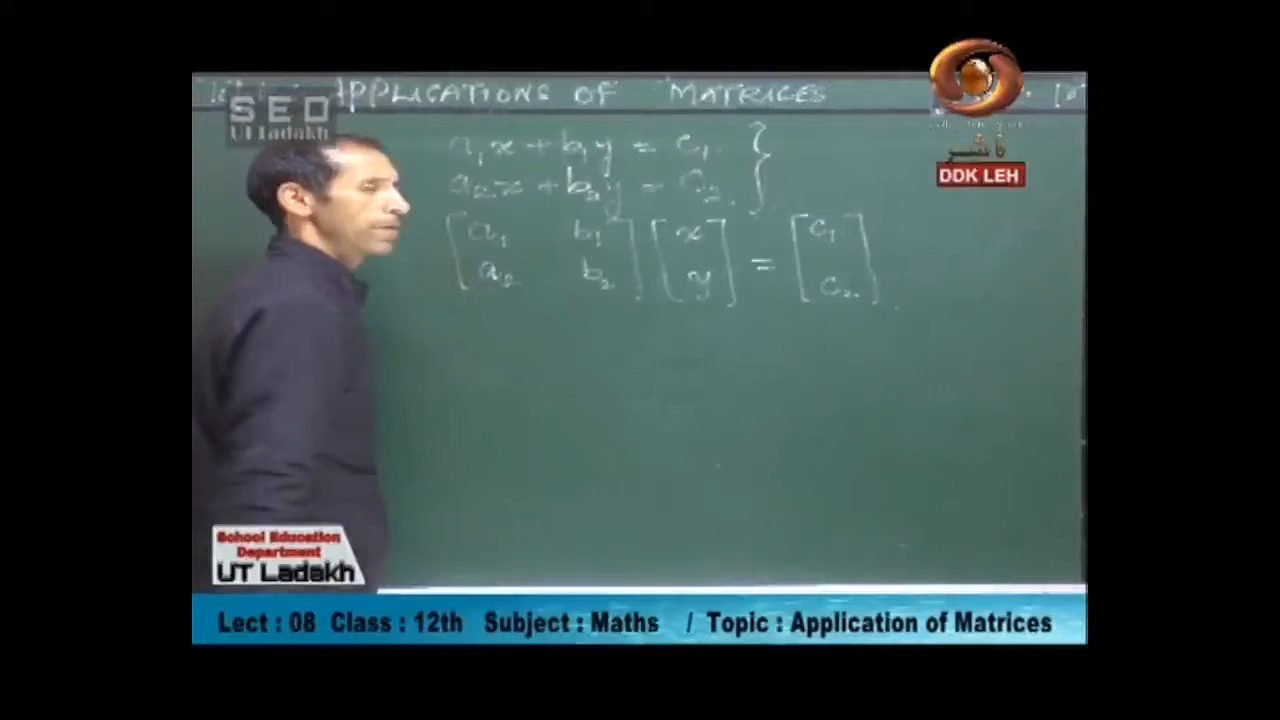 APPLICATIONS OF MATRICES
SED
UT Ladakh
DDK LEH
a₁x + b₁y = c₁. }
a₂x + b₂y = c₂.
[a₁ b₁] [x] = [c₁]
[a₂ b₂] [y] [c₂]
School Education
Department
UT Ladakh
Lect : 08 Class : 12th Subject : Maths / Topic : Application of Matrices